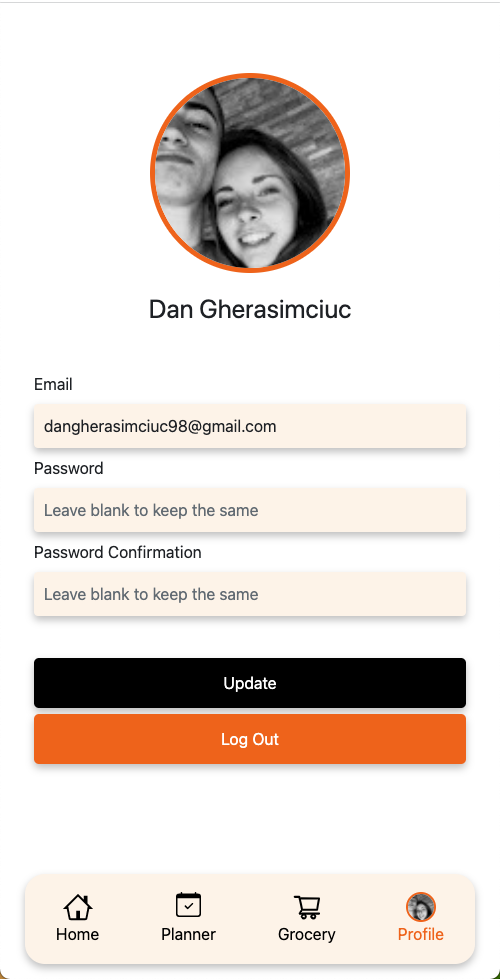 Dan Gherasimciuc
Email
dangherasimciuc98@gmail.com
Password
Leave blank to keep the same
Password Confirmation
Leave blank to keep the same
Update
Log Out
Home
Planner
Grocery
Profile